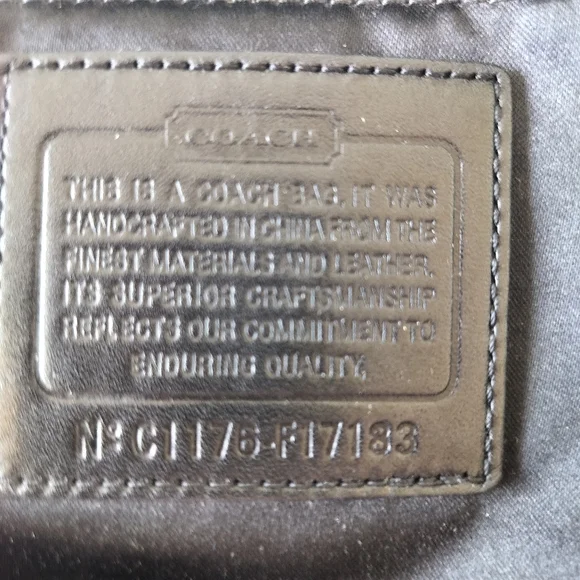 COACH
THIS IS A COACH BAG. IT WAS
HANDCRAFTED IN CHINA FROM THE
FINEST MATERIALS AND LEATHER.
ITS SUPERIOR CRAFTSMANSHIP
REFLECTS OUR COMMITMENT TO
ENDURING QUALITY.
Nº C1176-F17183